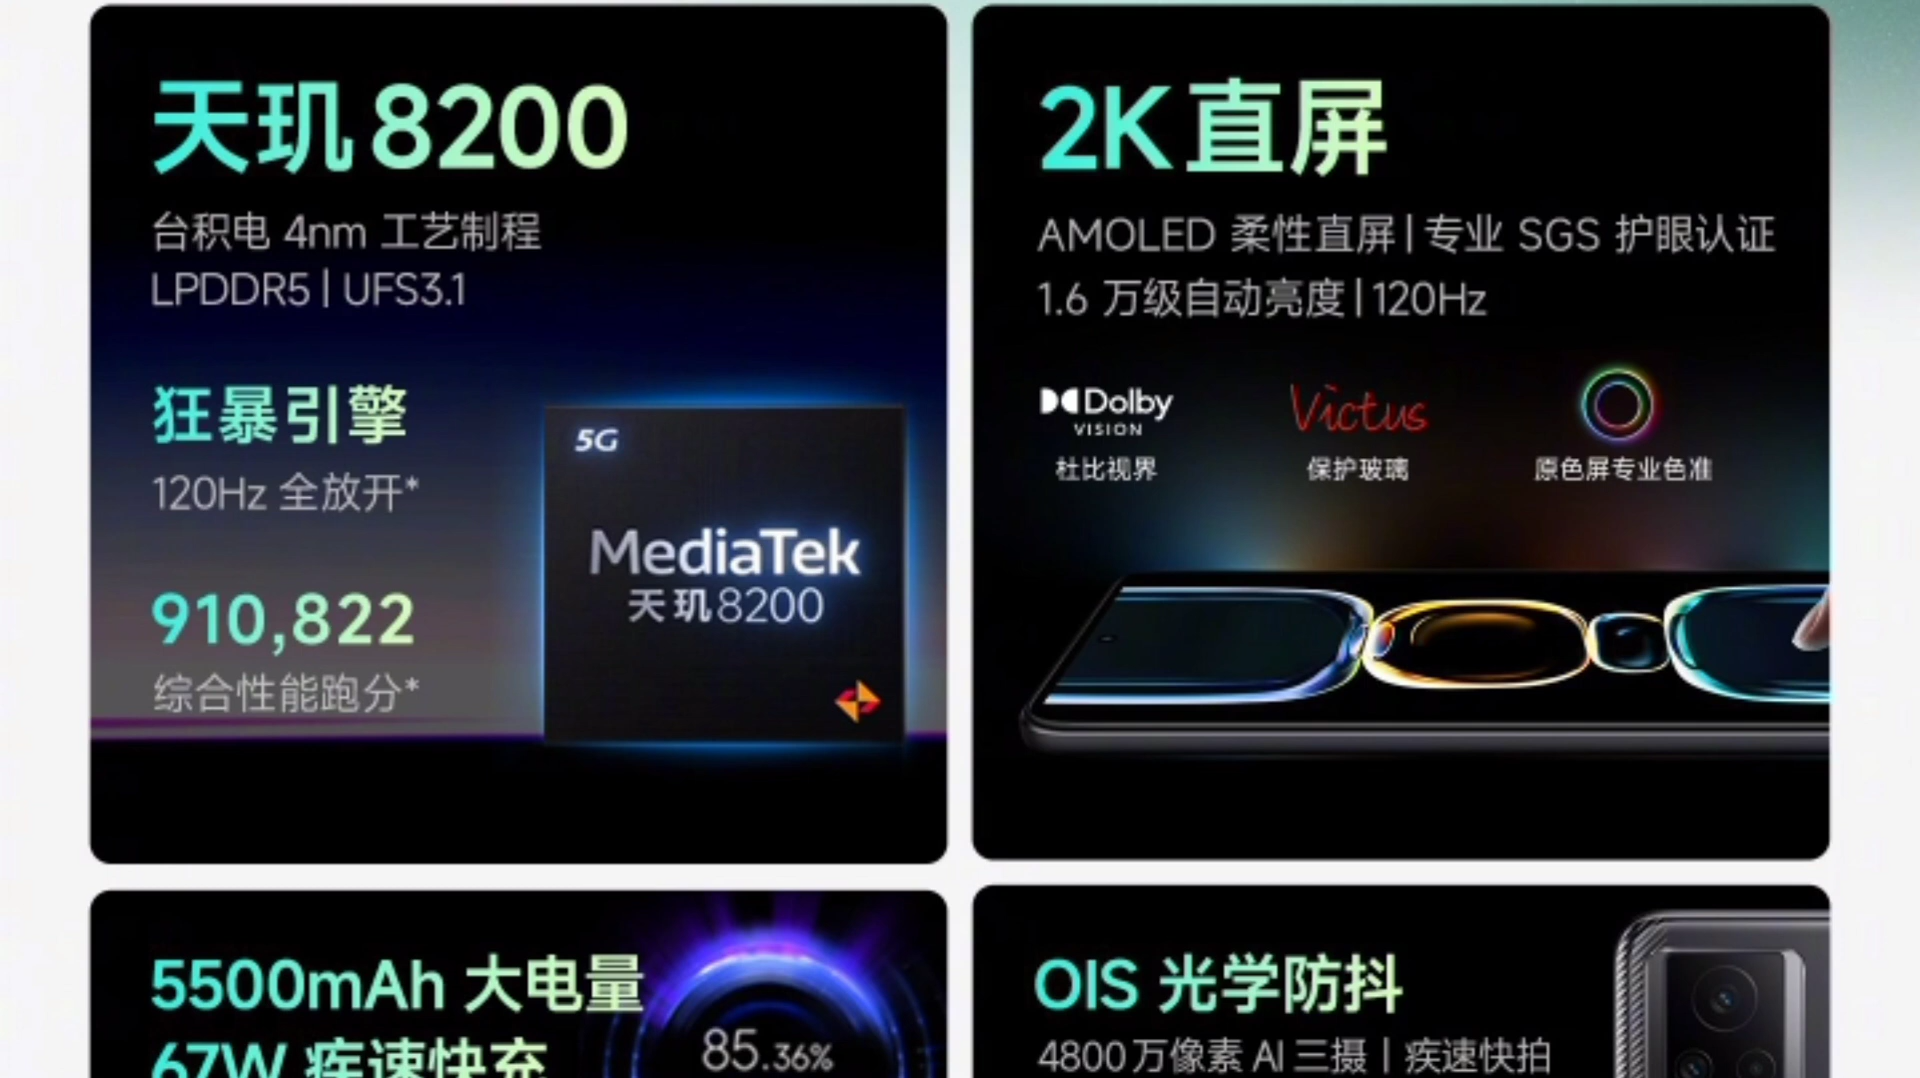 天玑8200
台积电 4nm 工艺制程
LPDDR5 | UFS3.1
狂暴引擎
120Hz 全放开*
910,822
综合性能跑分*
5G
MediaTek
天玑8200
2K直屏
AMOLED 柔性直屏 | 专业 SGS 护眼认证
1.6 万级自动亮度 | 120Hz
Dolby
VISION
杜比视界
Victus
保护玻璃
原色屏专业色准
5500mAh 大电量
67W 疾速快充
85.36%
OIS 光学防抖
4800万像素 AI 三摄 | 疾速快拍